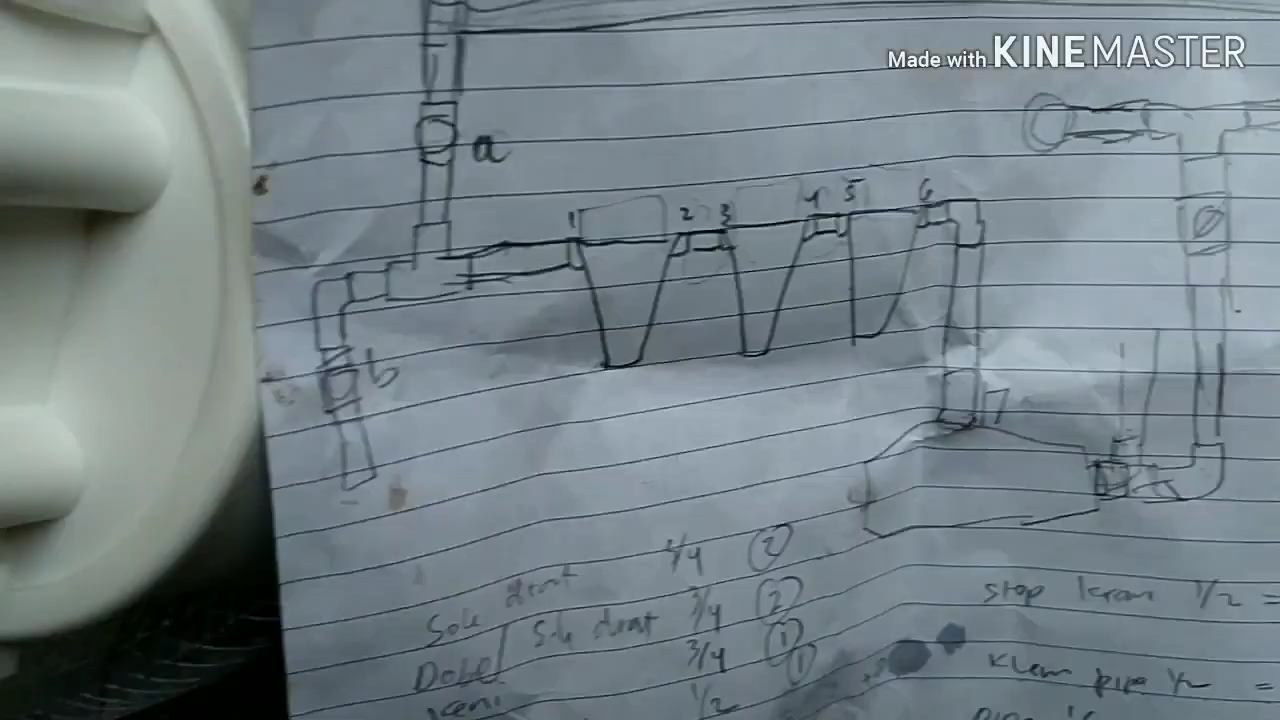 Made with KINEMASTER
a
1 2 3 4 5 6
b
7
Sok drat 3/4 (2)
Sok drat 3/4 (2)
3/4 (1)
1/2 (1)
stop kran 1/2 =
Klem pipa 1/2 =